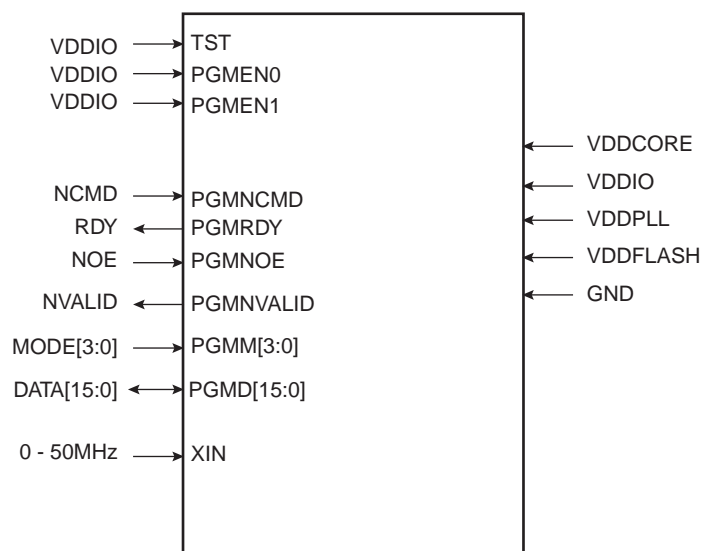 VDDIO TST
VDDIO PGMEN0
VDDIO PGMEN1
VDDCORE
VDDIO
VDDPLL
VDDFLASH
GND
NCMD PGMNCMD
RDY PGMRDY
NOE PGMNOE
NVALID PGMNVALID
MODE[3:0] PGMM[3:0]
DATA[15:0] PGMD[15:0]
0 - 50MHz XIN